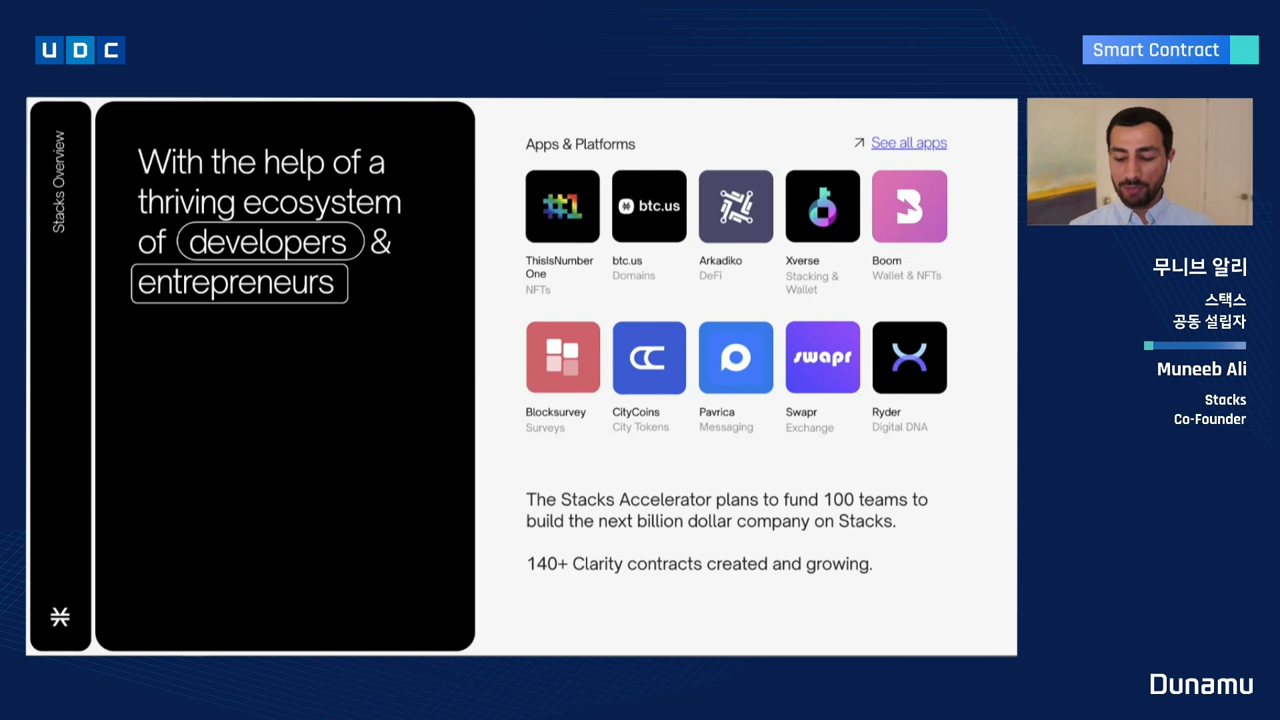 UDC
Smart Contract
Stacks Overview
With the help of a
thriving ecosystem
of developers &
entrepreneurs
Apps & Platforms
See all apps
#1
btc.us
ThisIsNumber
One
NFTs
btc.us
Domains
Arkadiko
DeFi
Xverse
Stacking &
Wallet
Boom
Wallet & NFTs
swapr
Blocksurvey
Surveys
CityCoins
City Tokens
Pavrica
Messaging
Swapr
Exchange
Ryder
Digital DNA
The Stacks Accelerator plans to fund 100 teams to
build the next billion dollar company on Stacks.
140+ Clarity contracts created and growing.
무니브 알리
스택스
공동 설립자
Muneeb Ali
Stacks
Co-Founder
Dunamu